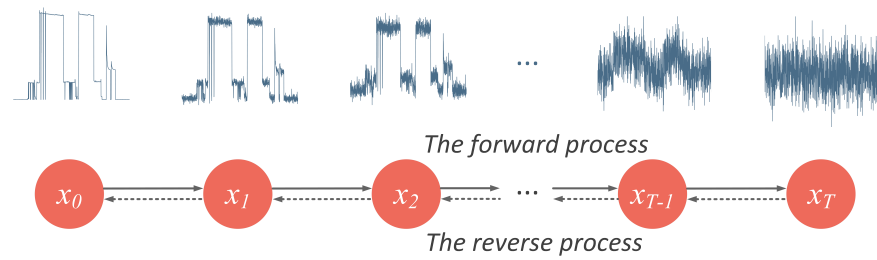 ...
The forward process
x0 x1 x2 ... xT-1 xT
The reverse process